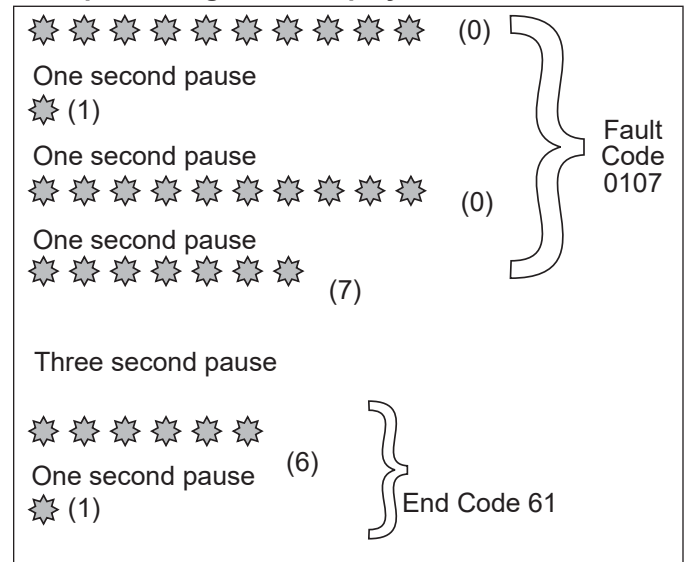 (0)
One second pause
(1)
One second pause
(0)
One second pause
(7)
Fault
Code
0107
Three second pause
(6)
One second pause
(1)
End Code 61